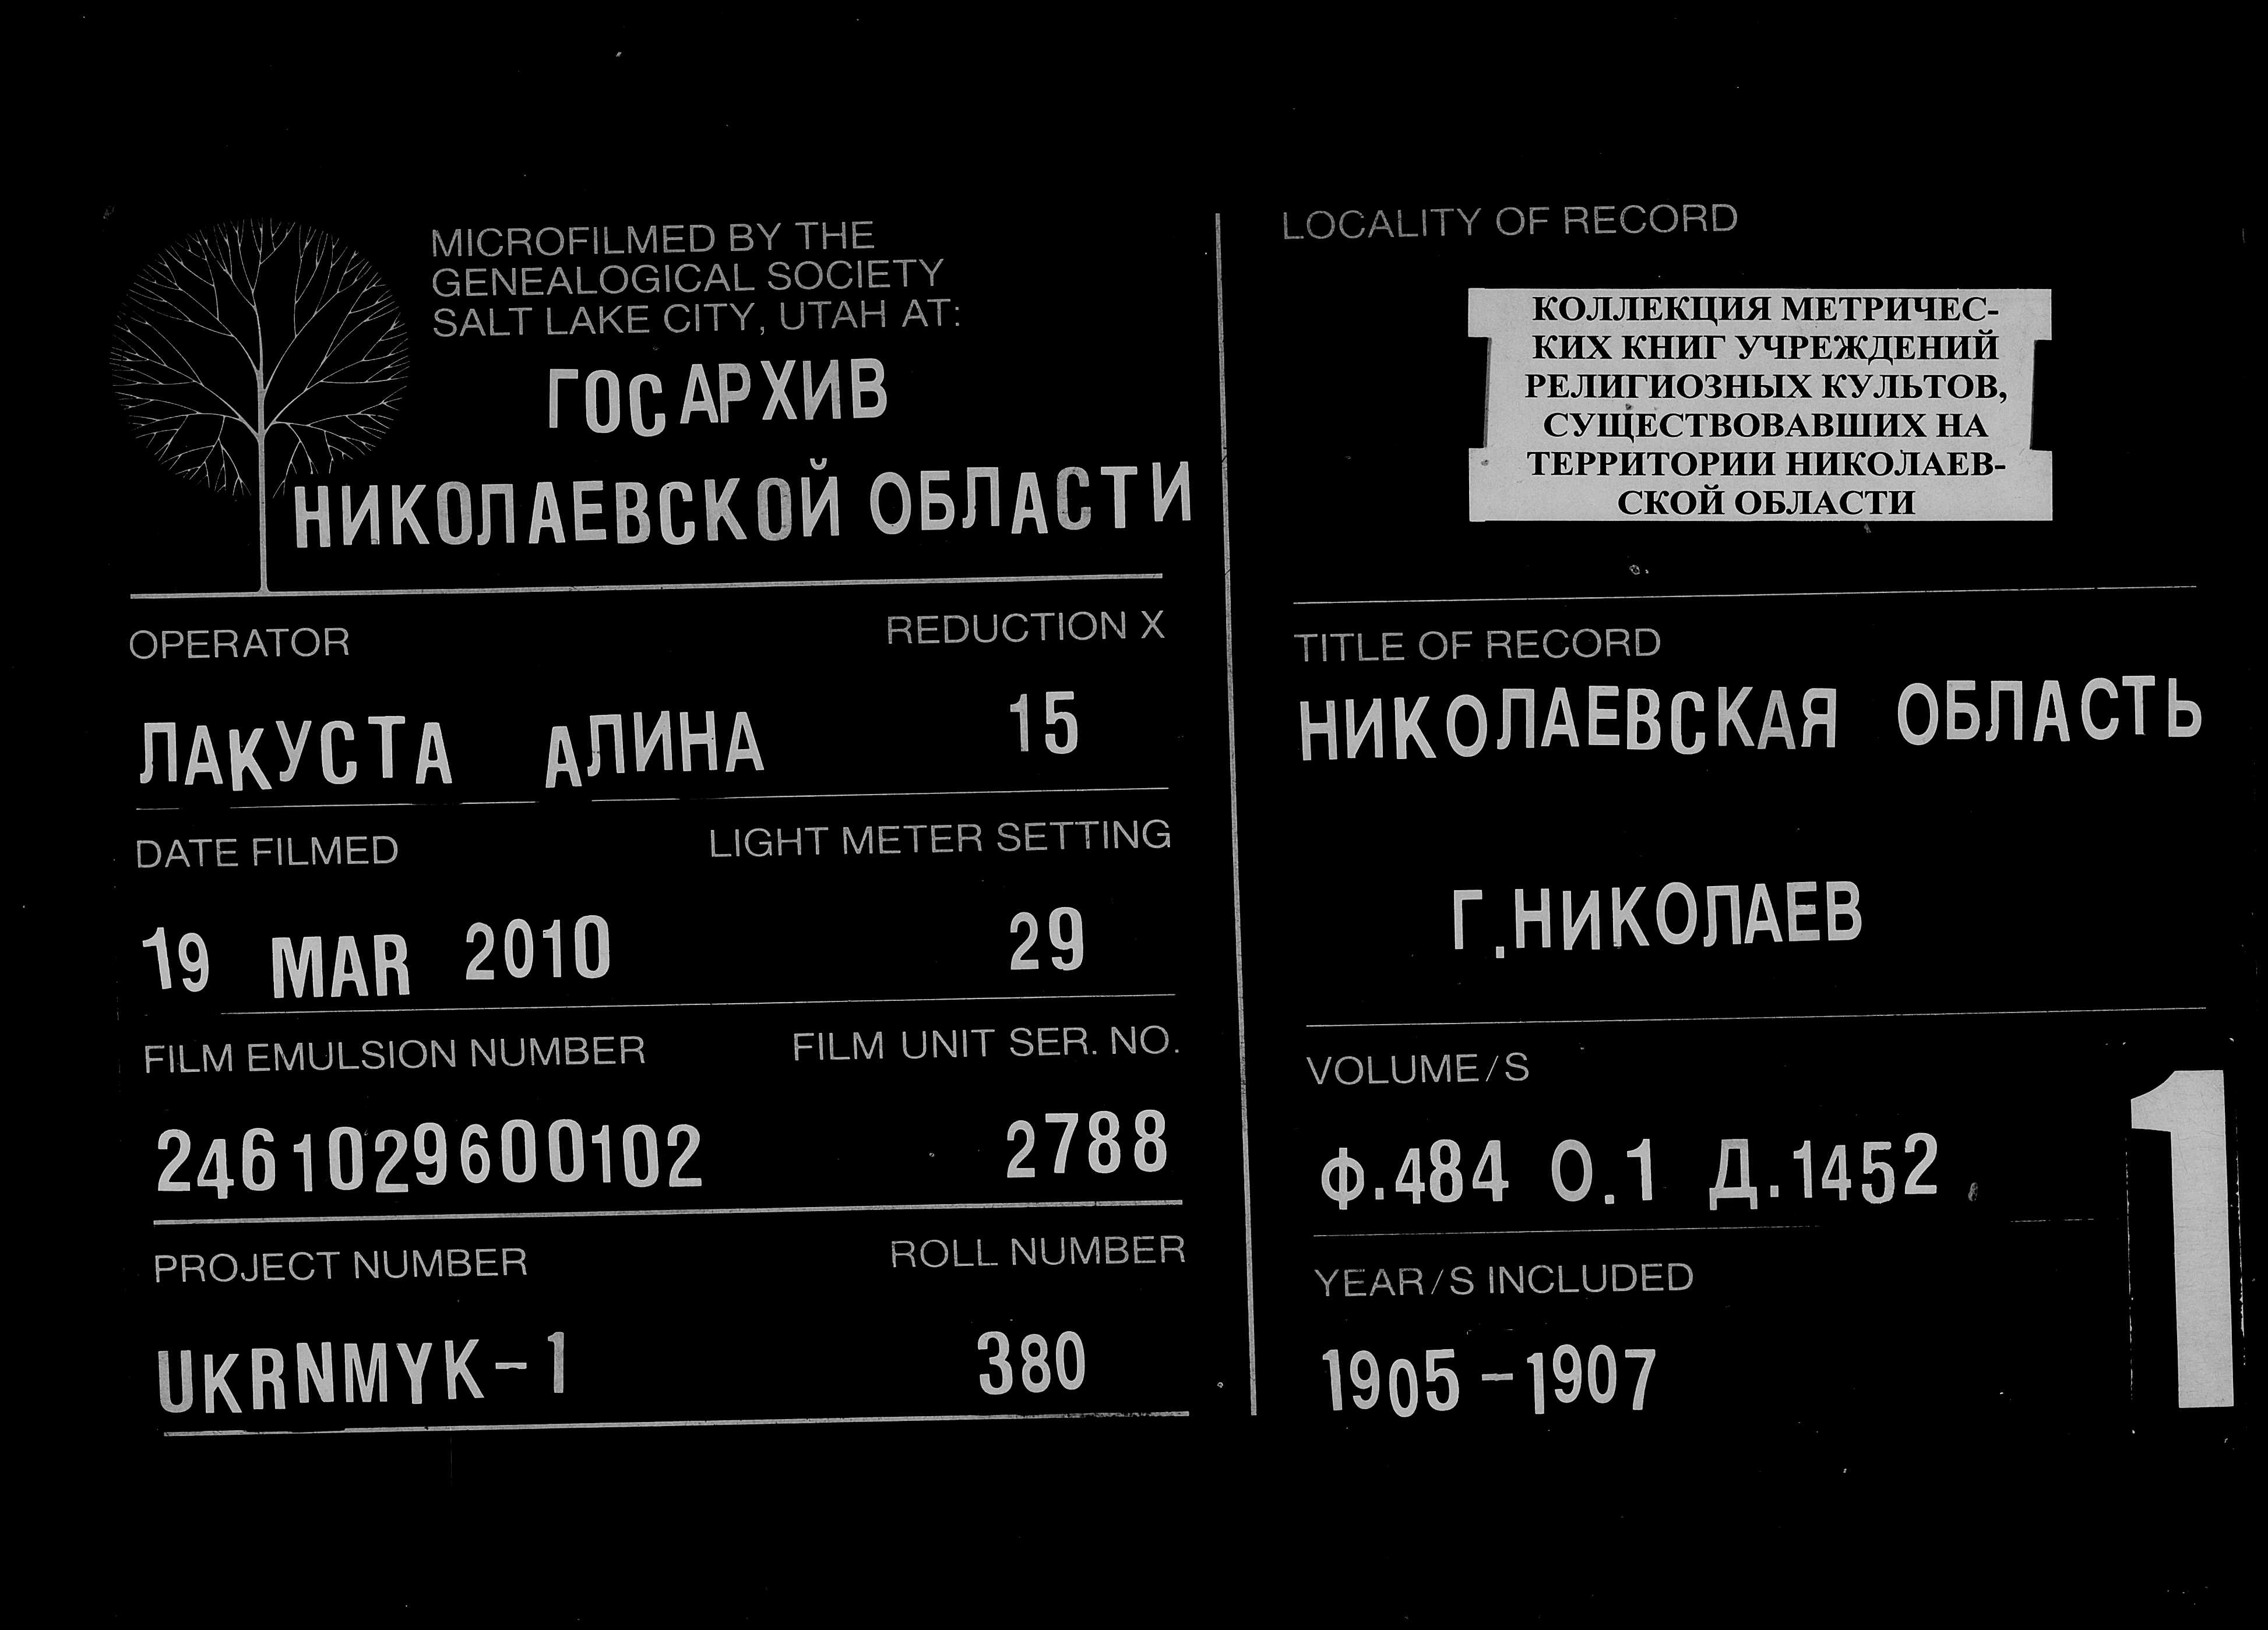 MICROFILMED BY THE
GENEALOGICAL SOCIETY
SALT LAKE CITY, UTAH AT:
ГОСАРХИВ
НИКОЛАЕВСКОЙ ОБЛАСТИ
OPERATOR REDUCTION X
ЛАКУСТА АЛИНА 15
DATE FILMED LIGHT METER SETTING
19 MAR 2010 29
FILM EMULSION NUMBER FILM UNIT SER. NO.
2461029600102 2788
PROJECT NUMBER ROLL NUMBER
UKRNMYK-1 380
LOCALITY OF RECORD
КОЛЛЕКЦИЯ МЕТРИЧЕС-
КИХ КНИГ УЧРЕЖДЕНИЙ
РЕЛИГИОЗНЫХ КУЛЬТОВ,
СУЩЕСТВОВАВШИХ НА
ТЕРРИТОРИИ НИКОЛАЕВ-
СКОЙ ОБЛАСТИ
TITLE OF RECORD
НИКОЛАЕВСКАЯ ОБЛАСТЬ
Г.НИКОЛАЕВ
VOLUME/S
Ф.484 О.1 Д.1452
YEAR/S INCLUDED
1905-1907
1